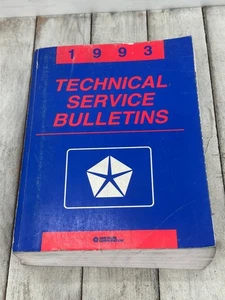 1993
TECHNICAL
SERVICE
BULLETINS